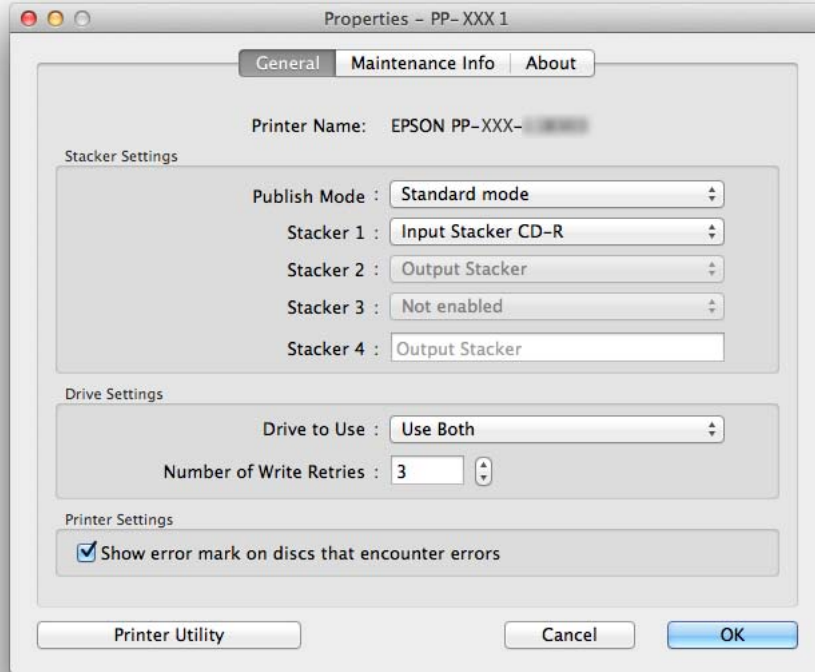 Properties – PP-XXX 1
General Maintenance Info About
Printer Name: EPSON PP-XXX-
Stacker Settings
Publish Mode : Standard mode
Stacker 1 : Input Stacker CD-R
Stacker 2 : Output Stacker
Stacker 3 : Not enabled
Stacker 4 : Output Stacker
Drive Settings
Drive to Use : Use Both
Number of Write Retries : 3
Printer Settings
Show error mark on discs that encounter errors
Printer Utility Cancel OK